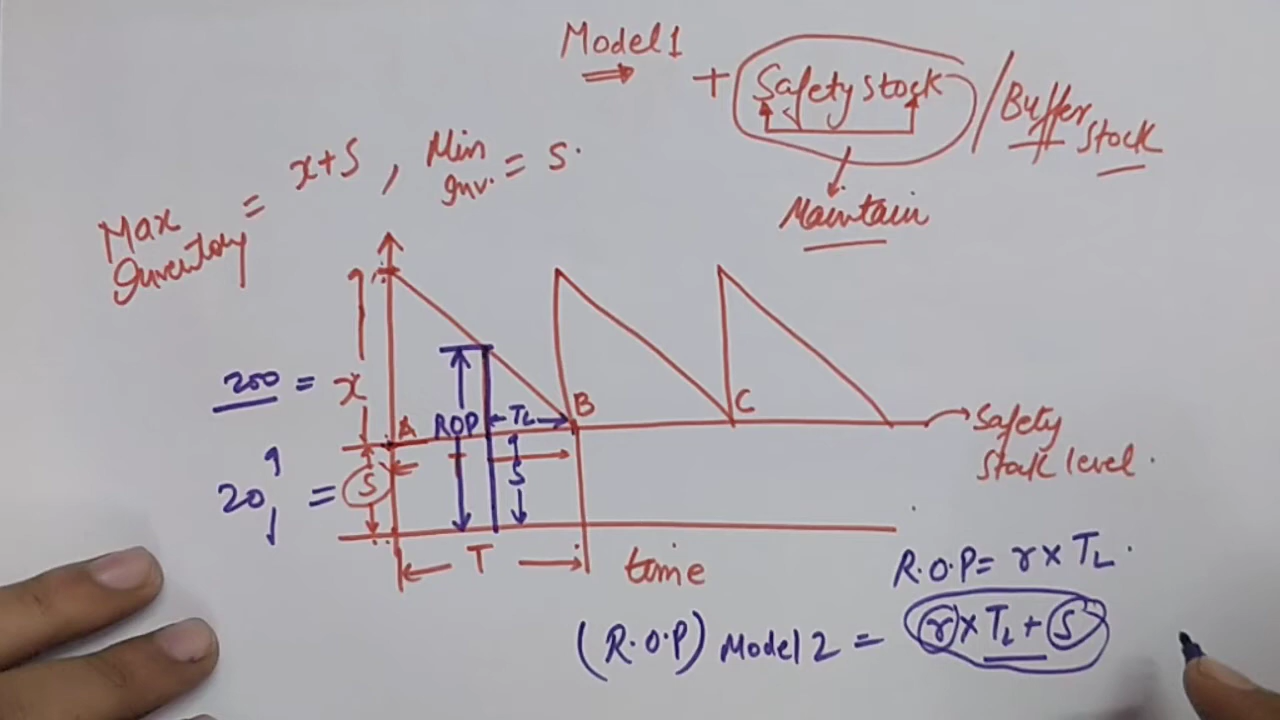 Model 1
+ Safety stock / Buffer stock
Maintain
Max Inventory = x+S , Min Inv. = S.
200 = x
A
ROP
TL
B
C
Safety stock level.
20 = S
S
T
time
R.O.P = r × TL.
(R.O.P) Model 2 = r × TL + S